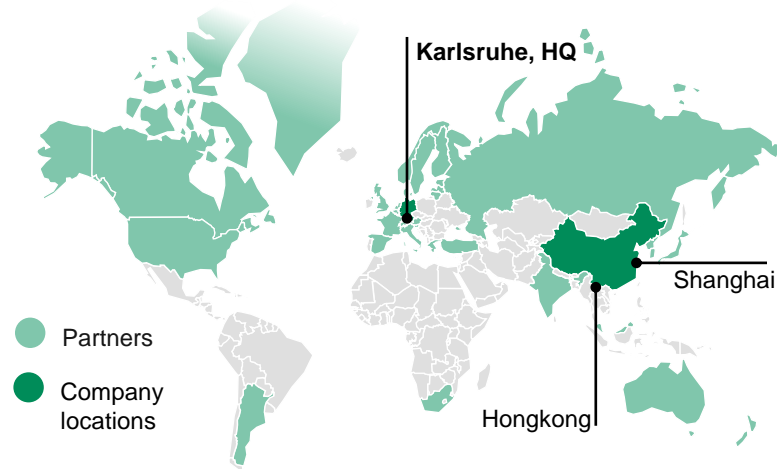 Karlsruhe, HQ
Shanghai
Partners
Company
locations
Hongkong